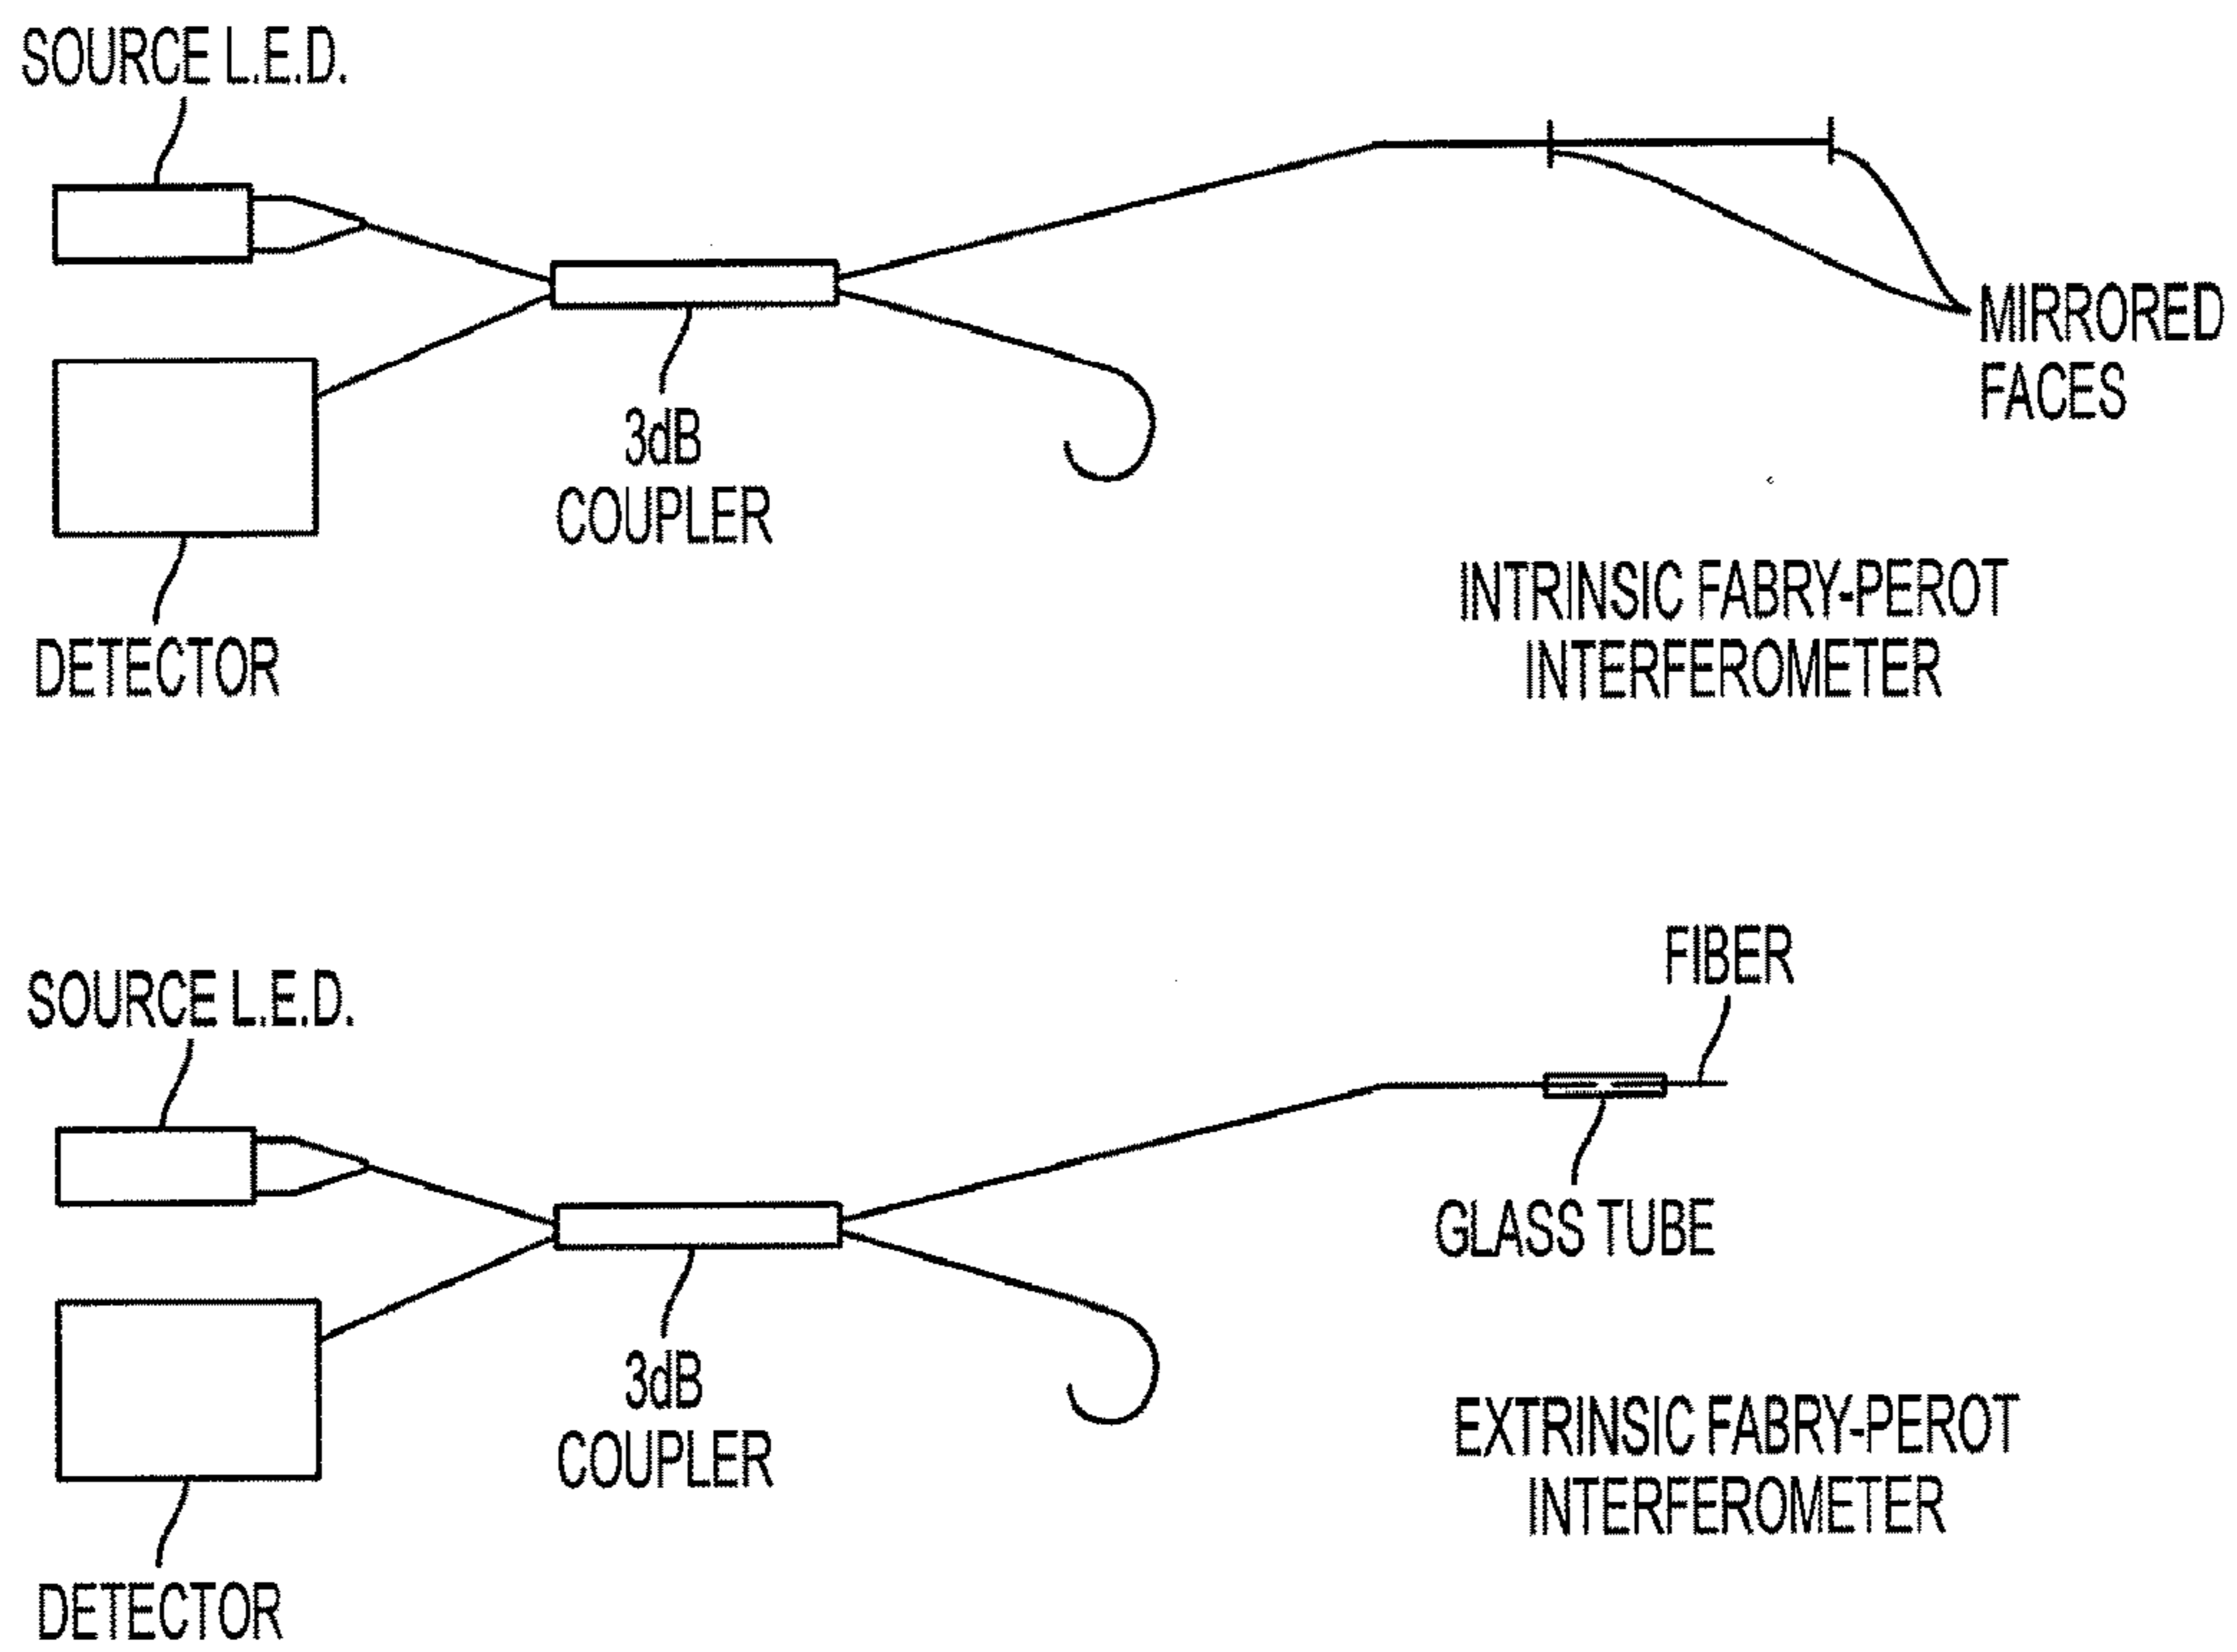 SOURCE L.E.D.
MIRRORED
FACES
3dB
COUPLER
DETECTOR
INTRINSIC FABRY-PEROT
INTERFEROMETER
FIBER
SOURCE L.E.D.
GLASS TUBE
3dB
COUPLER
DETECTOR
EXTRINSIC FABRY-PEROT
INTERFEROMETER